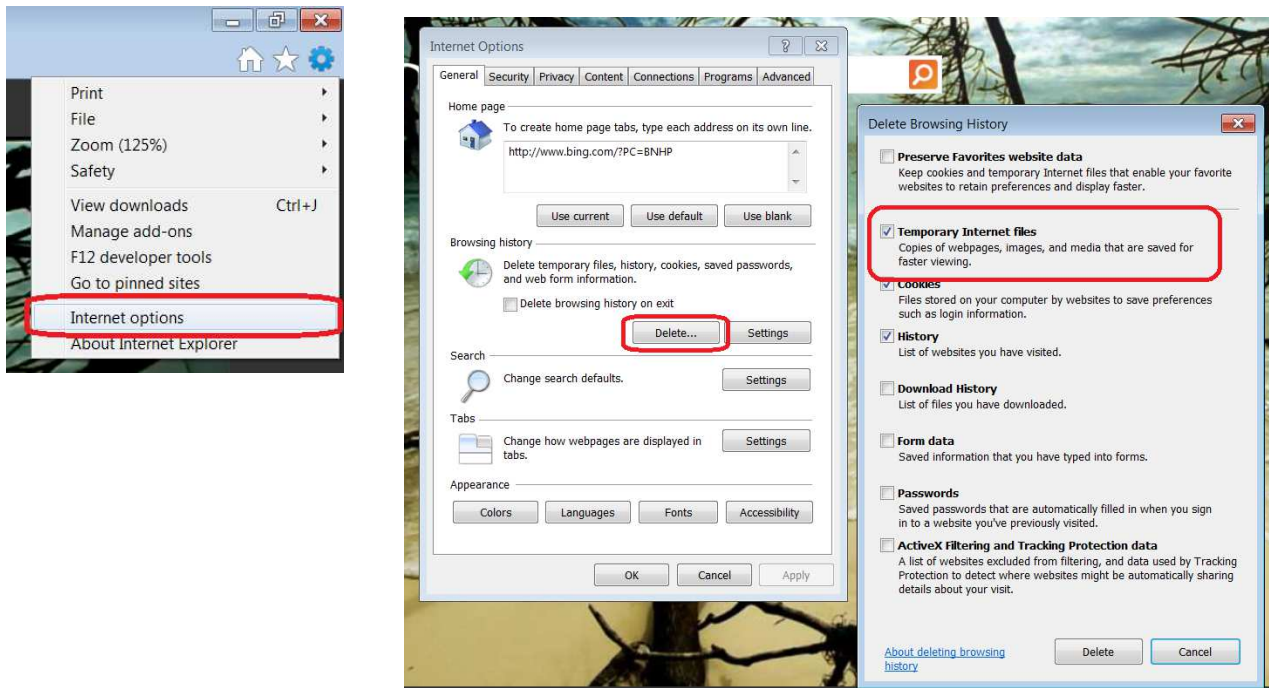 Print
File
Zoom (125%)
Safety
View downloads Ctrl+J
Manage add-ons
F12 developer tools
Go to pinned sites
Internet options
About Internet Explorer
Internet Options
General Security Privacy Content Connections Programs Advanced
Home page
To create home page tabs, type each address on its own line.
http://www.bing.com/?PC=BNHP
Use current Use default Use blank
Browsing history
Delete temporary files, history, cookies, saved passwords,
and web form information.
Delete browsing history on exit
Delete... Settings
Search
Change search defaults. Settings
Tabs
Change how webpages are displayed in
tabs.
Settings
Appearance
Colors Languages Fonts Accessibility
OK Cancel Apply
Delete Browsing History
Preserve Favorites website data
Keep cookies and temporary Internet files that enable your favorite
websites to retain preferences and display faster.
Temporary Internet files
Copies of webpages, images, and media that are saved for
faster viewing.
Cookies
Files stored on your computer by websites to save preferences
such as login information.
History
List of websites you have visited.
Download History
List of files you have downloaded.
Form data
Saved information that you have typed into forms.
Passwords
Saved passwords that are automatically filled in when you sign
in to a website you've previously visited.
ActiveX Filtering and Tracking Protection data
A list of websites excluded from filtering, and data used by Tracking
Protection to detect where websites might be automatically sharing
details about your visit.
About deleting browsing
history
Delete Cancel